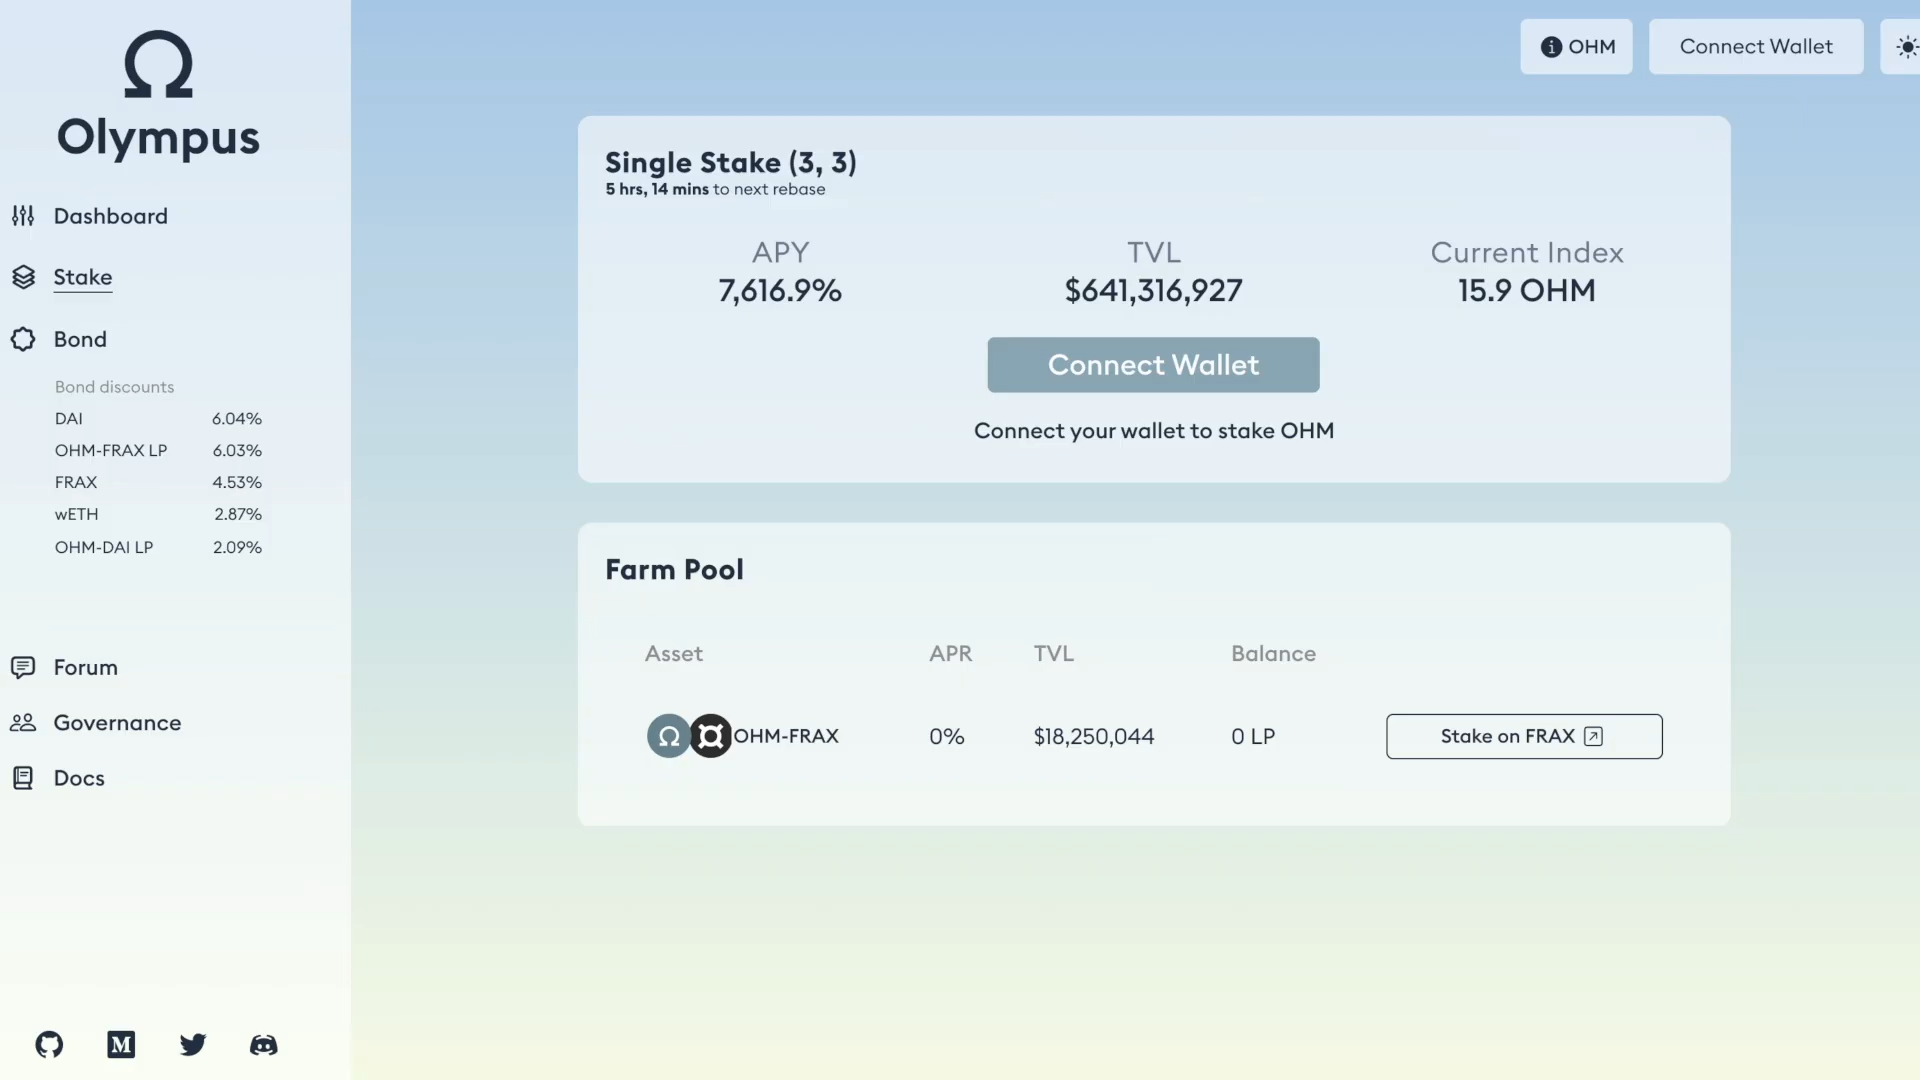 Olympus
Dashboard
Stake
Bond
Bond discounts
DAI 6.04%
OHM-FRAX LP 6.03%
FRAX 4.53%
wETH 2.87%
OHM-DAI LP 2.09%
Forum
Governance
Docs
OHM
Connect Wallet
Single Stake (3, 3)
5 hrs, 14 mins to next rebase
APY TVL Current Index
7,616.9% $641,316,927 15.9 OHM
Connect Wallet
Connect your wallet to stake OHM
Farm Pool
Asset APR TVL Balance
OHM-FRAX 0% $18,250,044 0 LP Stake on FRAX